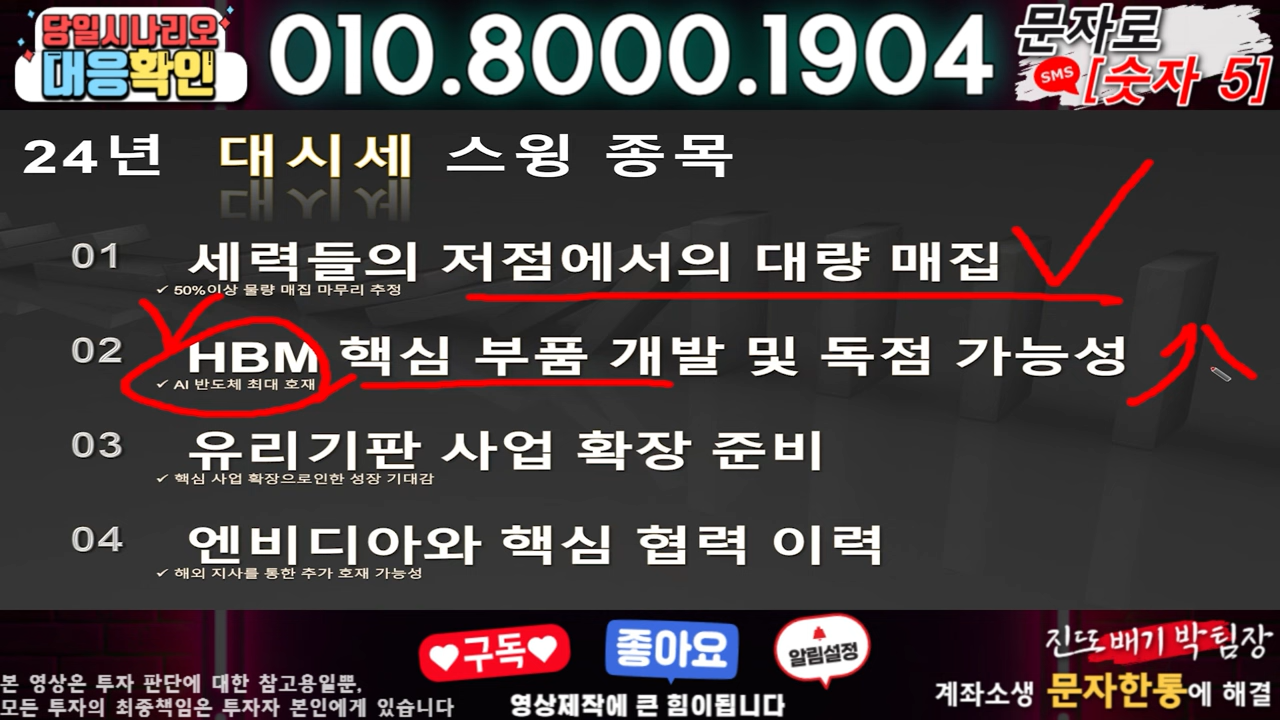 당일시나리오
대응확인
010.8000.1904
문자로
SMS [숫자 5]
24년 대시세 스윙 종목
01 세력들의 저점에서의 대량 매집
✓ 50%이상 물량 매집 마무리 추정
02 HBM 핵심 부품 개발 및 독점 가능성
✓ AI 반도체 최대 호재
03 유리기판 사업 확장 준비
✓ 핵심 사업 확장으로인한 성장 기대감
04 엔비디아와 핵심 협력 이력
✓ 해외 지사를 통한 추가 호재 가능성
구독 좋아요 알림설정
영상제작에 큰 힘이됩니다
본 영상은 투자 판단에 대한 참고용일뿐,
모든 투자의 최종책임은 투자자 본인에게 있습니다
진또배기 박팀장
계좌소생 문자한통에 해결